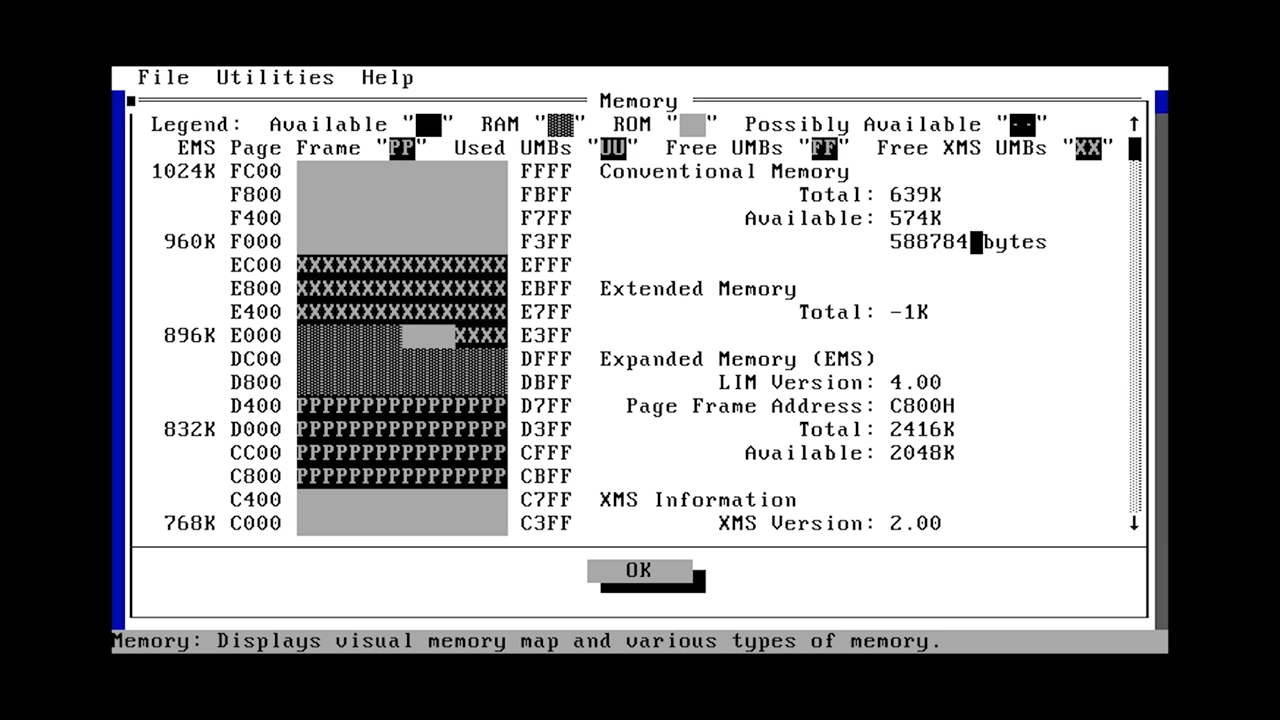 File Utilities Help
Memory
Legend: Available " " RAM " " ROM " " Possibly Available "--" ↑
EMS Page Frame "PP" Used UMBs "UU" Free UMBs "FF" Free XMS UMBs "XX"
1024K FC00 FFFF Conventional Memory
F800 FBFF Total: 639K
F400 F7FF Available: 574K
960K F000 F3FF 588784 bytes
EC00 XXXXXXXXXXXXXXXX EFFF
E800 XXXXXXXXXXXXXXXX EBFF Extended Memory
E400 XXXXXXXXXXXXXXXX E7FF Total: -1K
896K E000 XXXX E3FF
DC00 DFFF Expanded Memory (EMS)
D800 DBFF LIM Version: 4.00
D400 PPPPPPPPPPPPPPPP D7FF Page Frame Address: C800H
832K D000 PPPPPPPPPPPPPPPP D3FF Total: 2416K
CC00 PPPPPPPPPPPPPPPP CFFF Available: 2048K
C800 PPPPPPPPPPPPPPPP CBFF
C400 C7FF XMS Information
768K C000 C3FF XMS Version: 2.00 ↓
OK
Memory: Displays visual memory map and various types of memory.